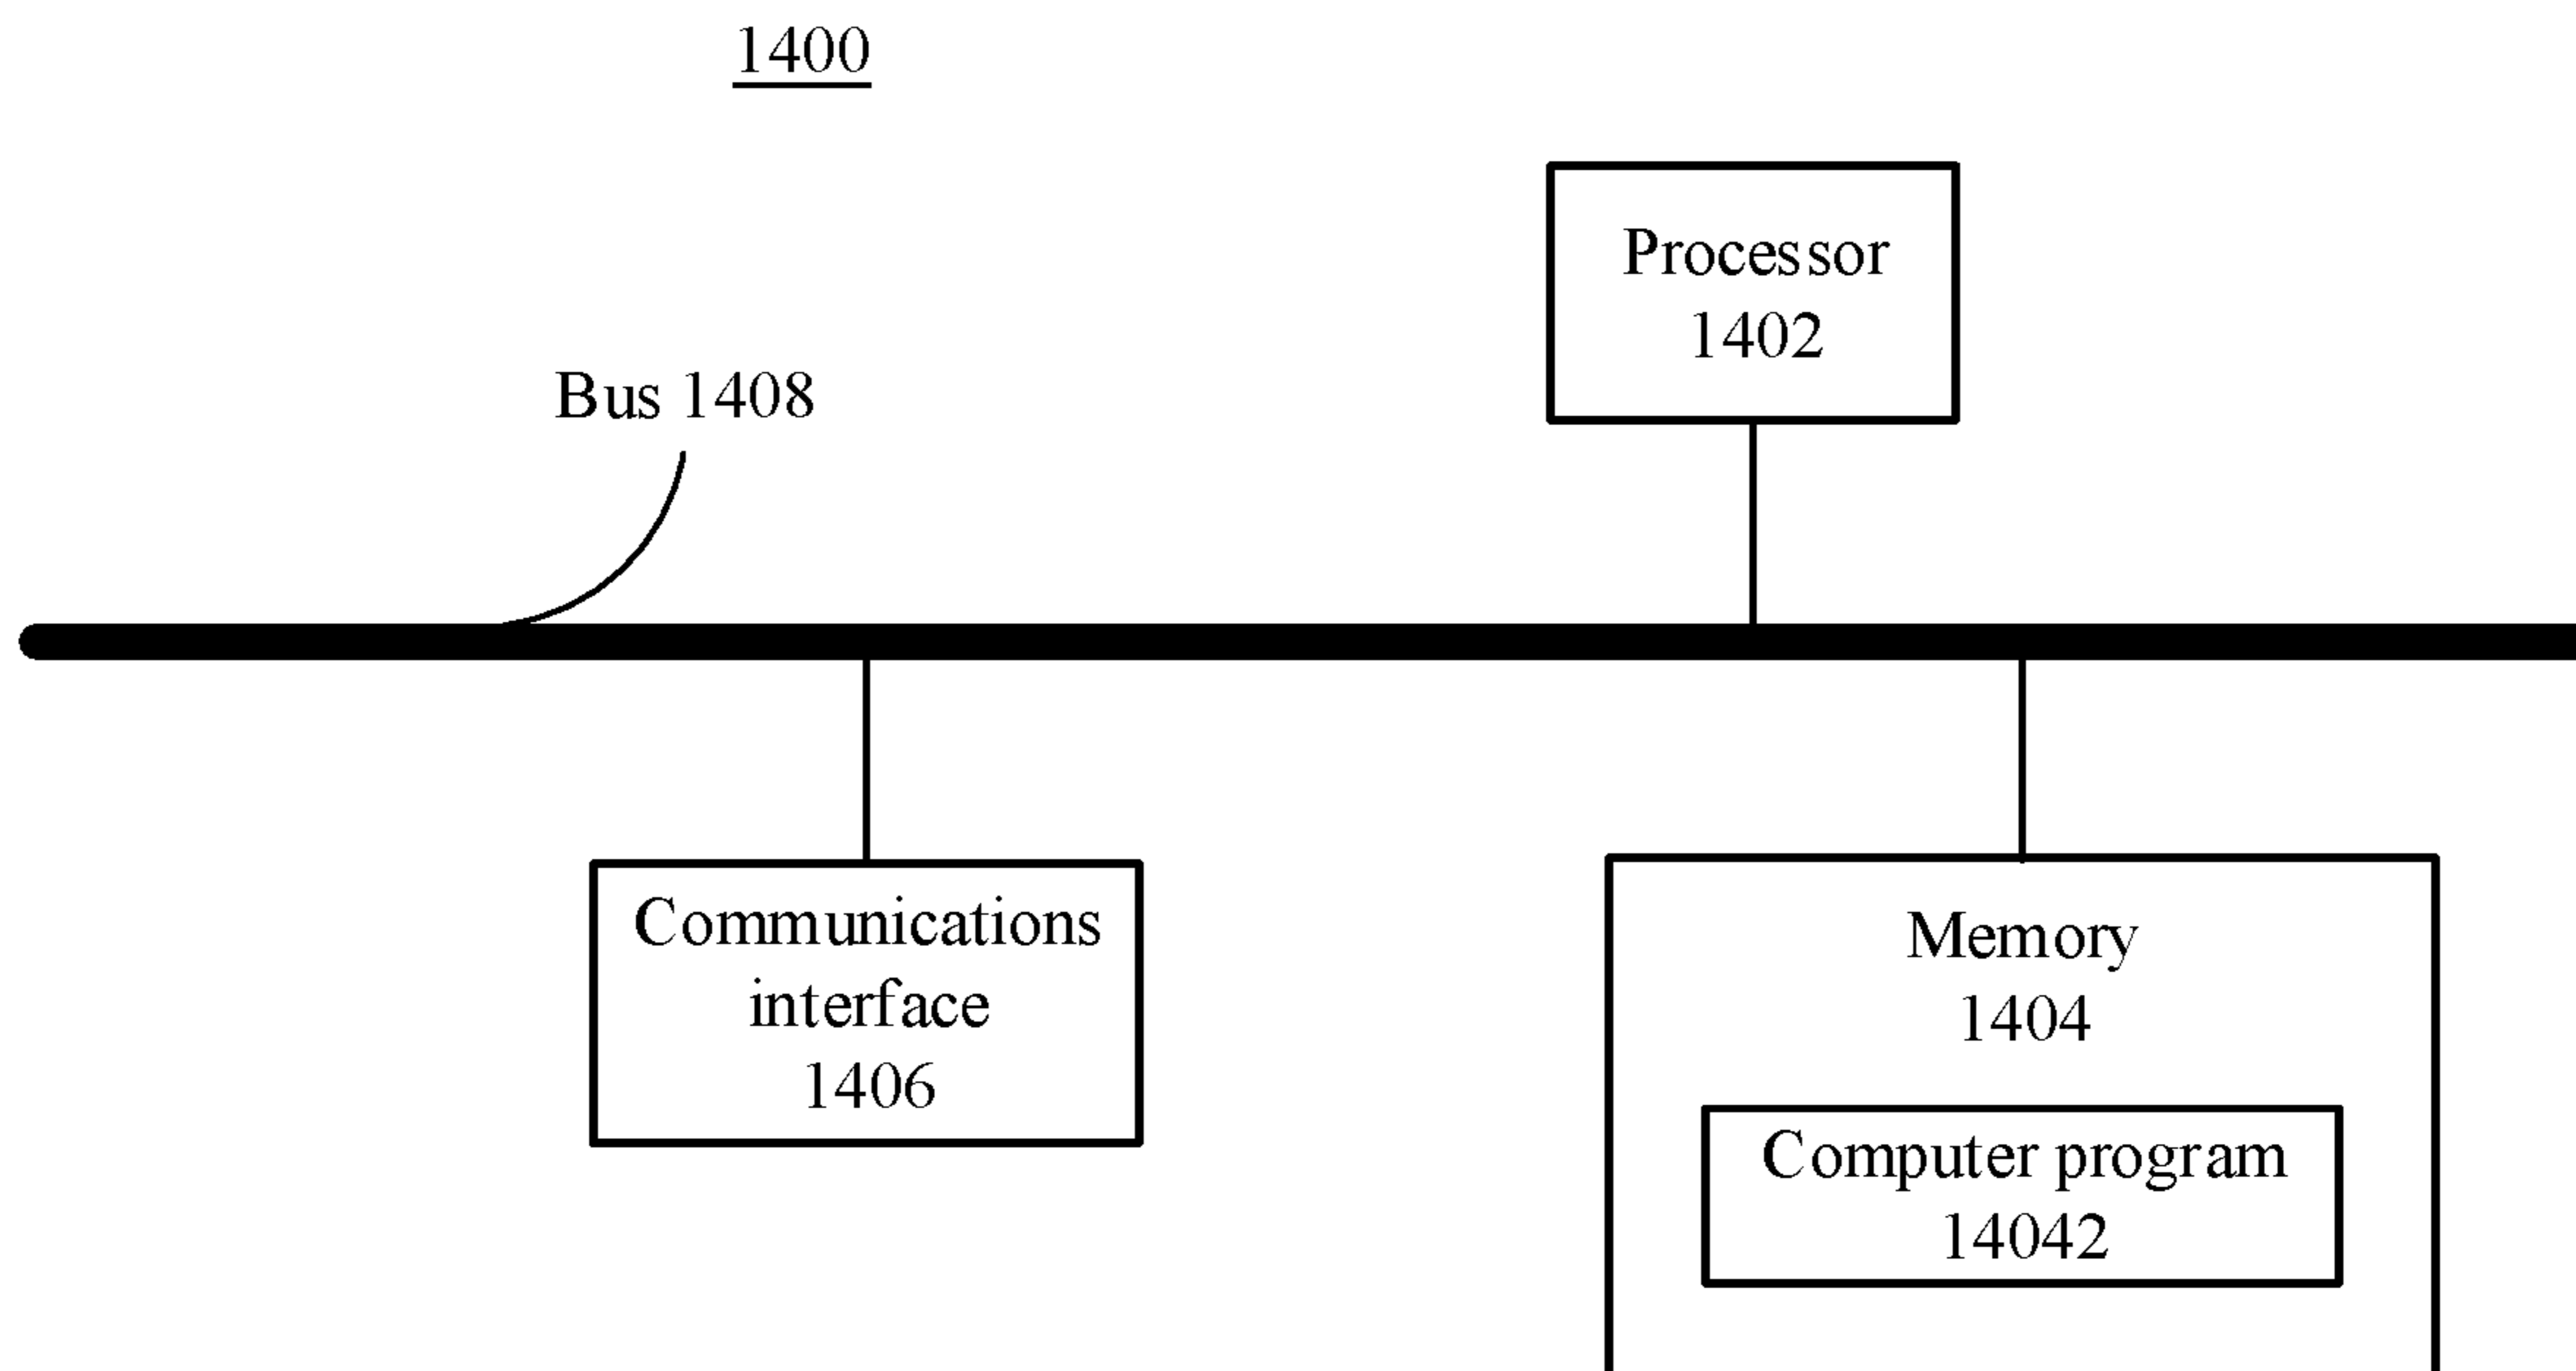 1400
Processor
1402
Bus 1408
Communications
interface
1406
Memory
1404
Computer program
14042